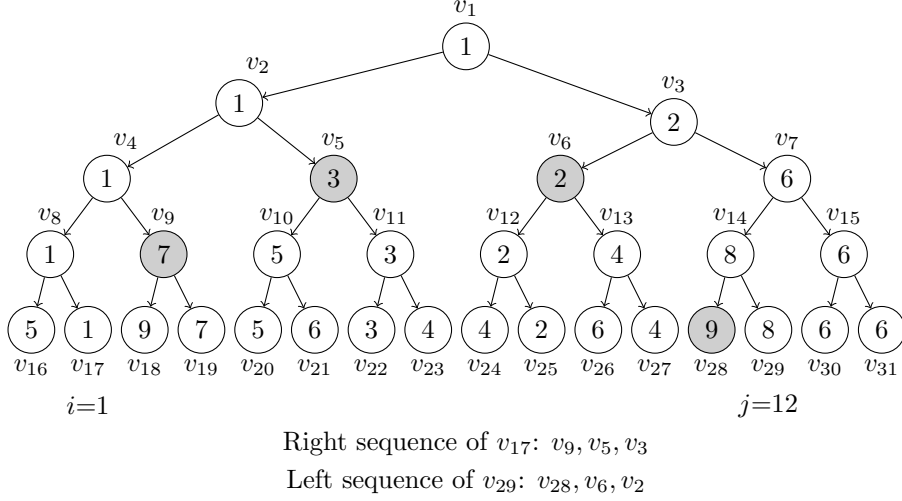 v₁
1
v₂
1
v₃
2
v₄
1
v₅
3
v₆
2
v₇
6
v₈
1
v₉
7
v₁₀
5
v₁₁
3
v₁₂
2
v₁₃
4
v₁₄
8
v₁₅
6
5 1 9 7 5 6 3 4 4 2 6 4 9 8 6 6
v₁₆ v₁₇ v₁₈ v₁₉ v₂₀ v₂₁ v₂₂ v₂₃ v₂₄ v₂₅ v₂₆ v₂₇ v₂₈ v₂₉ v₃₀ v₃₁
i=1 j=12
Right sequence of v₁₇: v₉, v₅, v₃
Left sequence of v₂₉: v₂₈, v₆, v₂